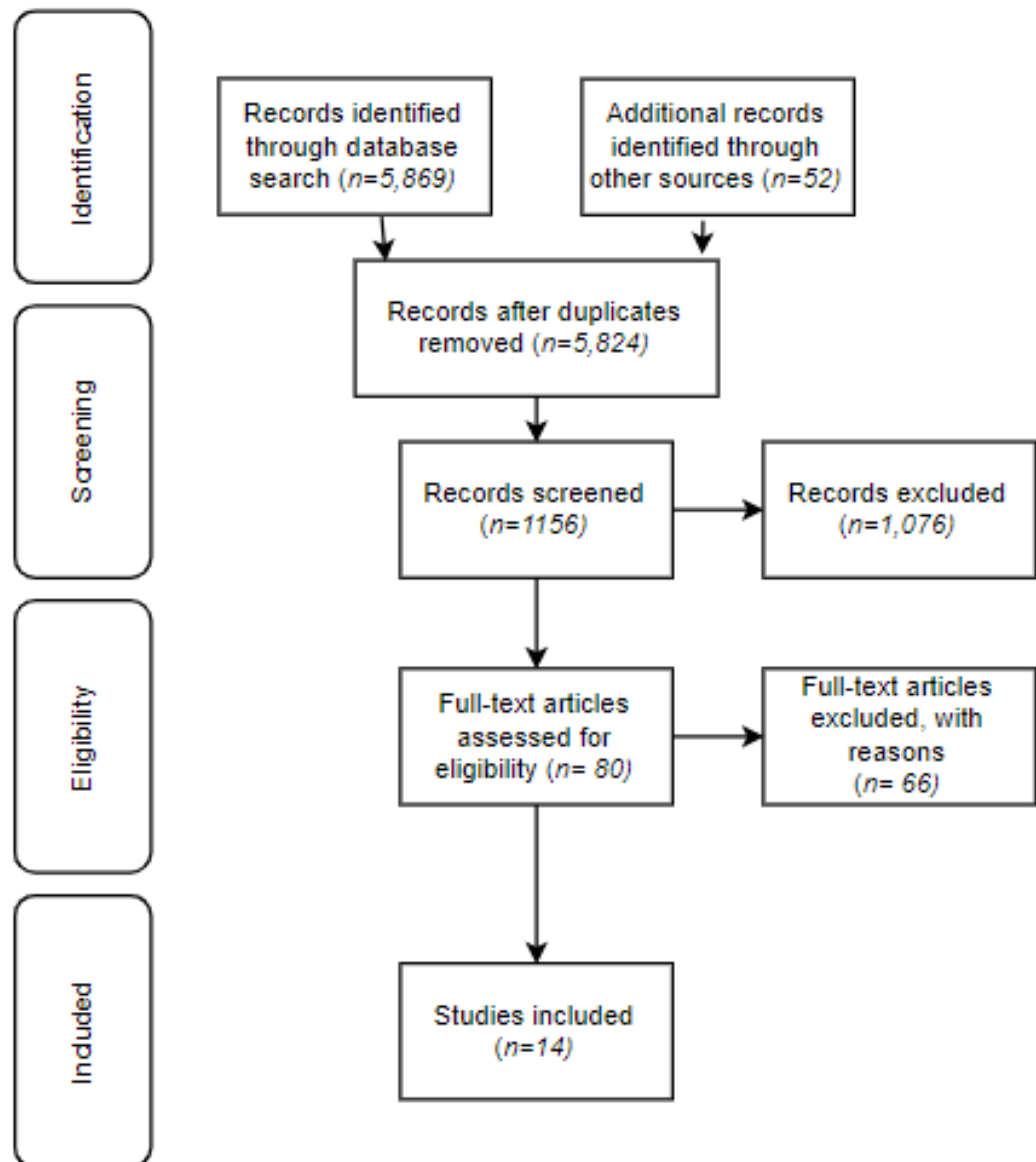 Identification
Records identified
through database
search (n=5,869)
Additional records
identified through
other sources (n=52)
Records after duplicates
removed (n=5,824)
Screening
Records screened
(n=1156)
Records excluded
(n=1,076)
Eligibility
Full-text articles
assessed for
eligibility (n= 80)
Full-text articles
excluded, with
reasons
(n= 66)
Included
Studies included
(n=14)